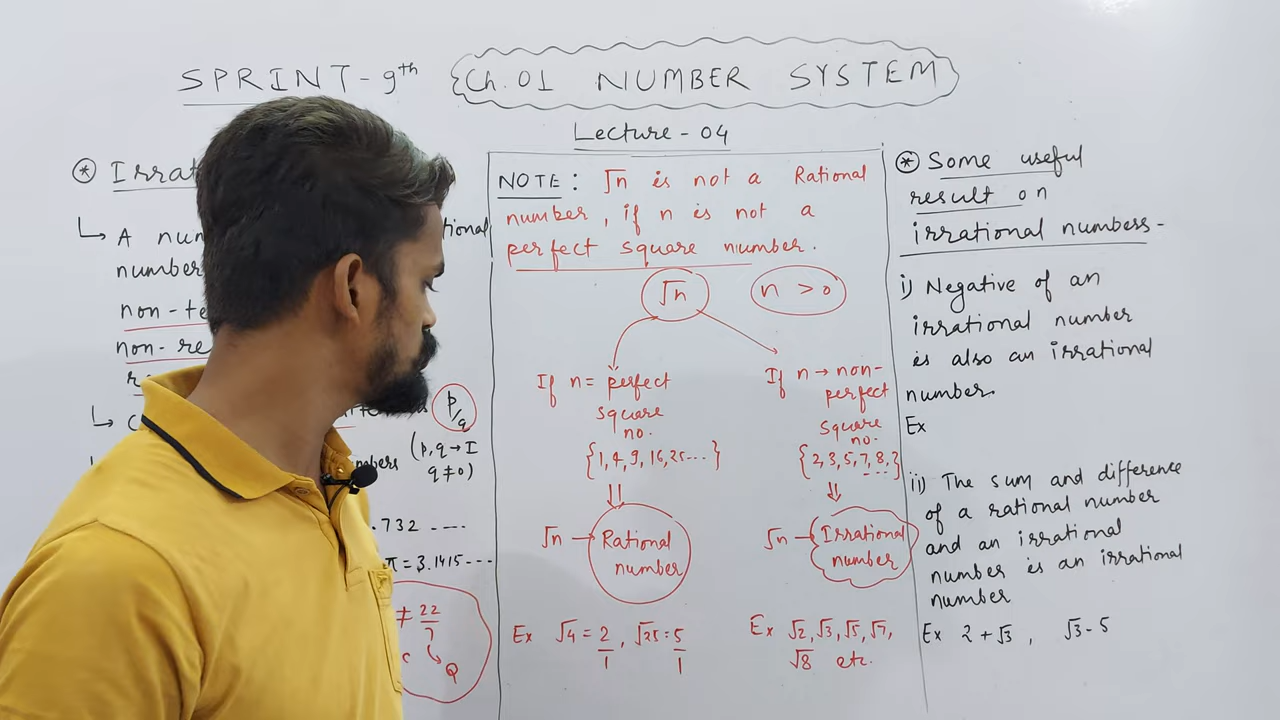 SPRINT-9th Ch.01 NUMBER SYSTEM
Lecture-04
* Irrat
↳ A num tional
number
non-te
non-re
p/q
(p,q→I
q≠0)
mbers
.732 ----
π=3.1415---
≠ 22/7
Q
NOTE: √n is not a Rational
number, if n is not a
perfect square number.
√n n > 0
If n= perfect
square
no.
{1,4,9,16,25---}
⇓
√n → Rational
number
Ex √4 = 2/1, √25 = 5/1
If n→non-
perfect
square
no.
{2,3,5,7,8,---}
⇓
√n → Irrational
number
Ex √2, √3, √5, √7,
√8 etc.
* Some useful
result on
irrational numbers-
i) Negative of an
irrational number
is also an irrational
number.
Ex
ii) The sum and difference
of a rational number
and an irrational
number is an irrational
number
Ex 2+√3 , √3-5